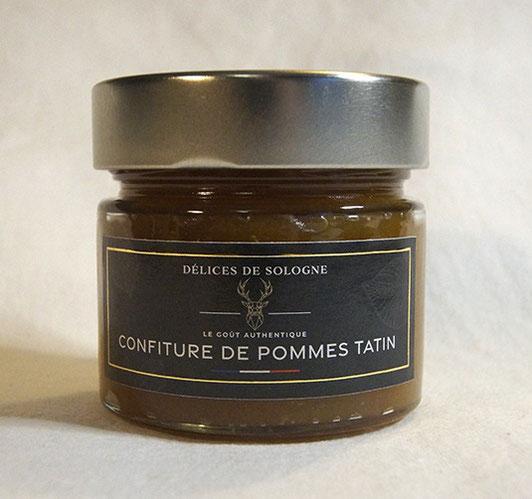 DÉLICES DE SOLOGNE
LE GOÛT AUTHENTIQUE
CONFITURE DE POMMES TATIN